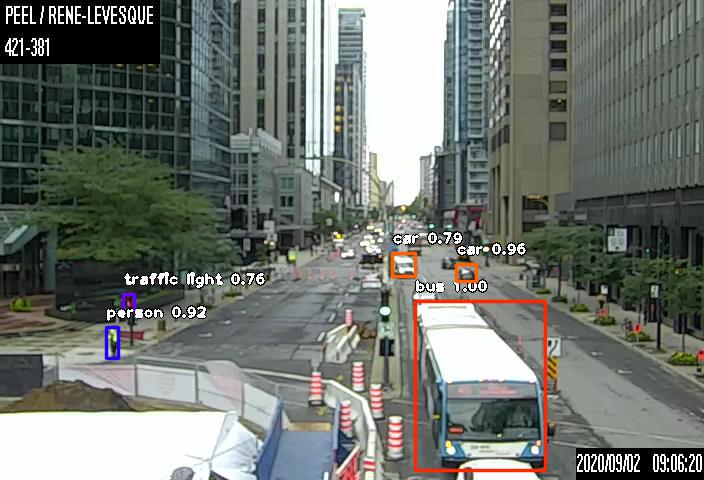 PEEL / RENE-LEVESQUE
421-381
car 0.79
car 0.96
traffic light 0.76
bus 1.00
person 0.92
2020/09/02 09:06:20